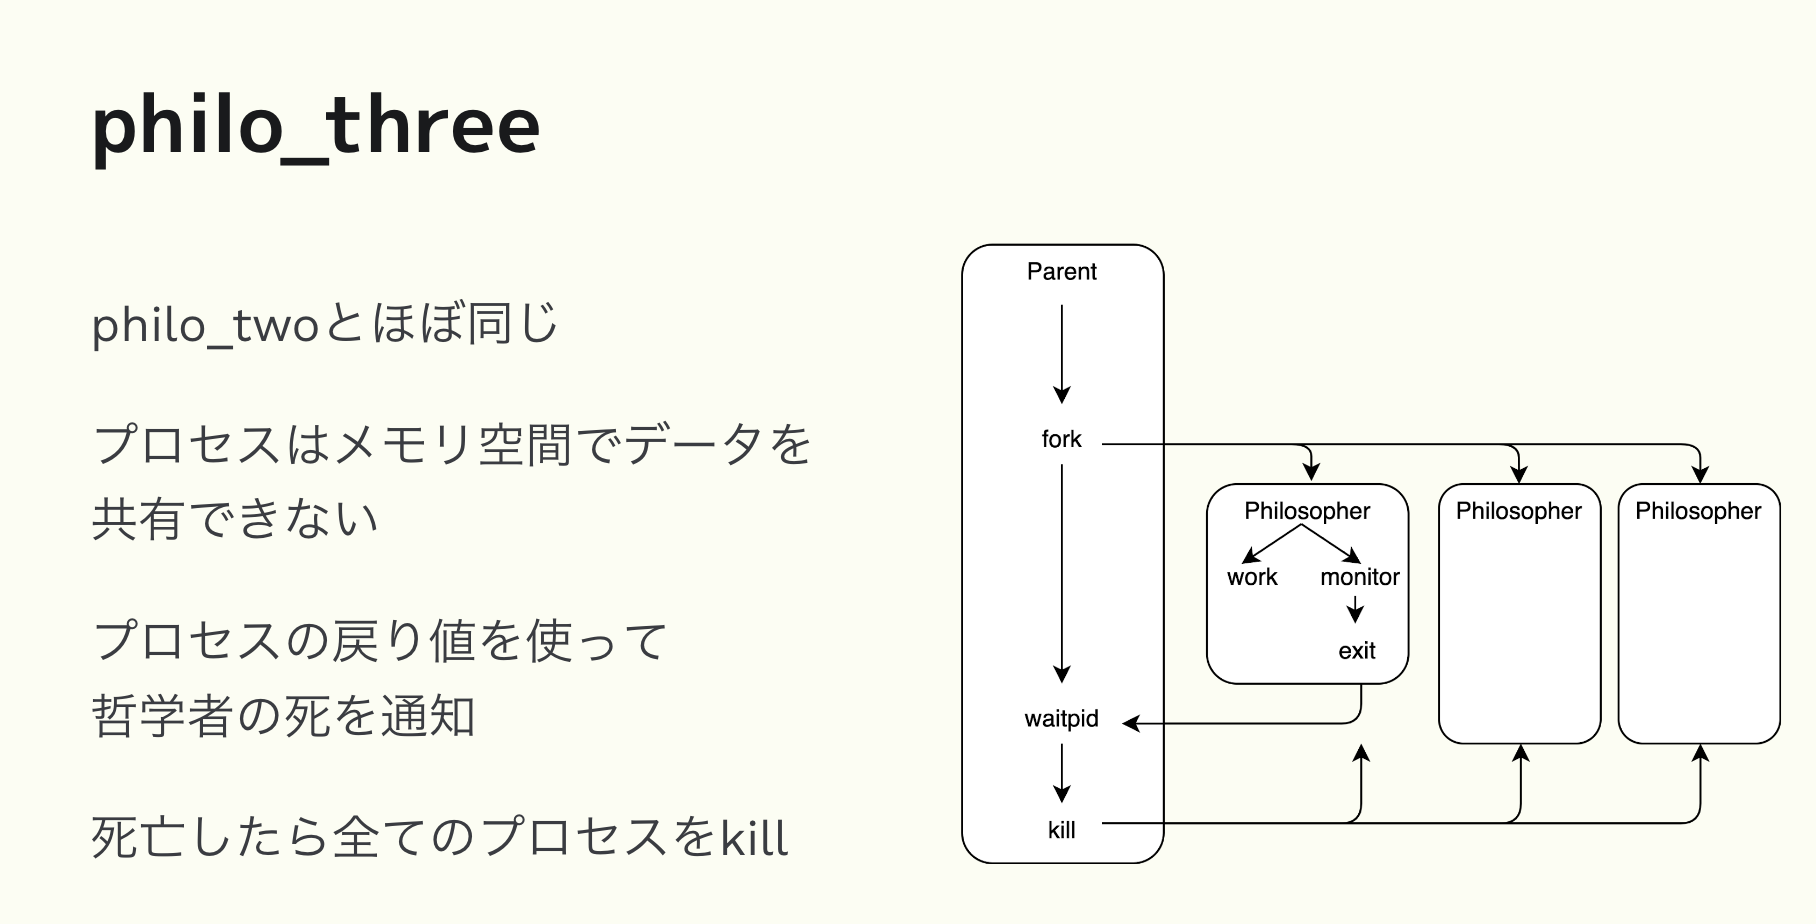 philo_three
philo_twoとほぼ同じ
プロセスはメモリ空間でデータを
共有できない
プロセスの戻り値を使って
哲学者の死を通知
死亡したら全てのプロセスをkill
Parent
fork
waitpid
kill
Philosopher
work monitor
exit
Philosopher
Philosopher